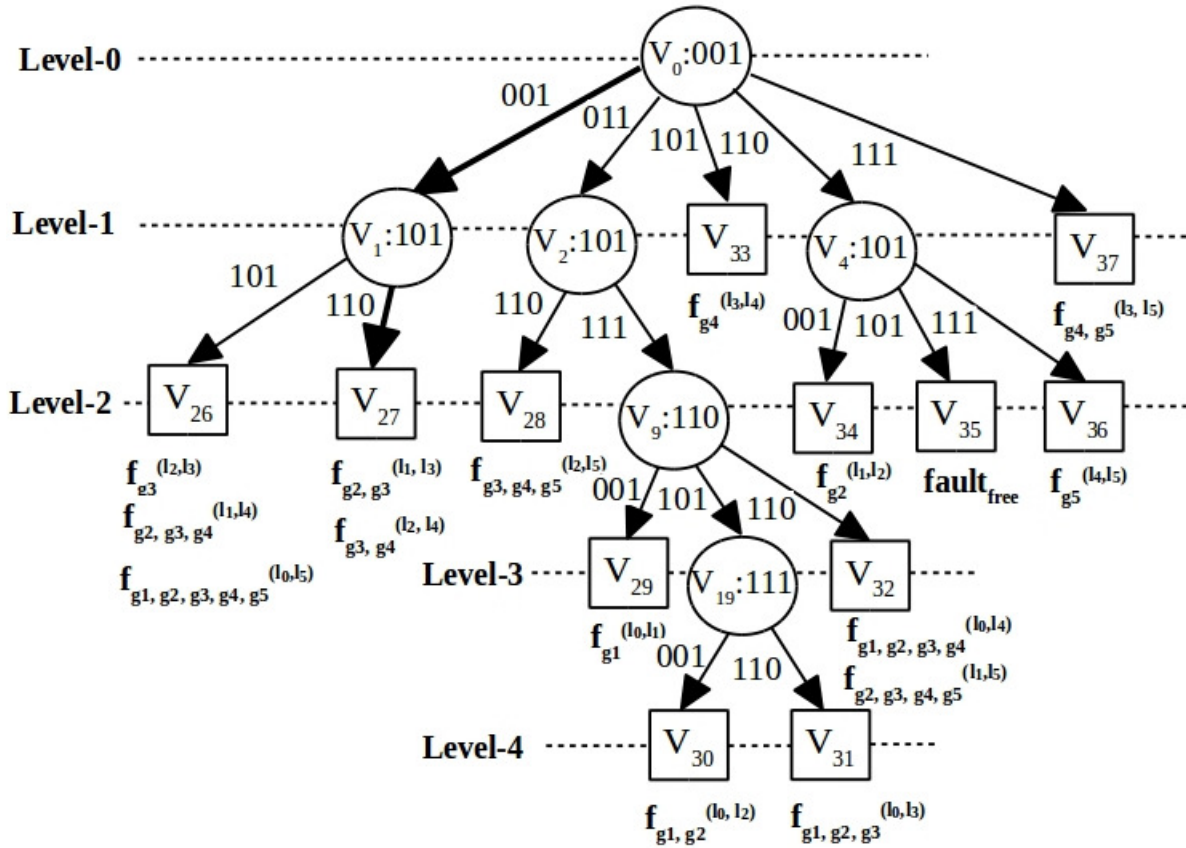 Level-0
V0:001
001
011
101
110
111
Level-1
V1:101
V2:101
V33
V4:101
V37
fg4(l3,l4)
fg4, g5(l3, l5)
101
110
110
111
001
101
111
Level-2
V26
V27
V28
V9:110
V34
V35
V36
fg3(l2,l3)
fg2, g3, g4(l1,l4)
fg1, g2, g3, g4, g5(l0,l5)
fg2, g3(l1, l3)
fg3, g4(l2, l4)
fg3, g4, g5(l2,l5)
fg2(l1,l2)
faultfree
fg5(l4,l5)
001
101
110
Level-3
V29
V19:111
V32
fg1(l0,l1)
fg1, g2, g3, g4(l0,l4)
fg2, g3, g4, g5(l1,l5)
001
110
Level-4
V30
V31
fg1, g2(l0, l2)
fg1, g2, g3(l0,l3)